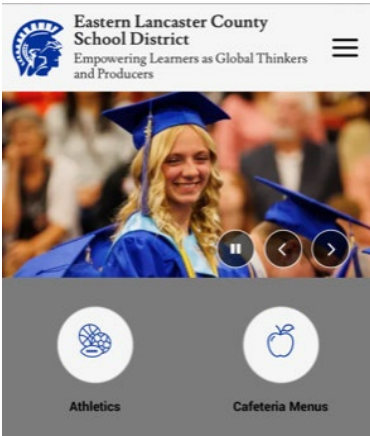 Eastern Lancaster County
School District
Empowering Learners as Global Thinkers
and Producers
Athletics
Cafeteria Menus